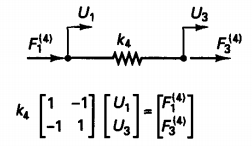 U₁ U₃
F₁⁽⁴⁾ k₄ F₃⁽⁴⁾
k₄ [1 -1; -1 1] [U₁; U₃] = [F₁⁽⁴⁾; F₃⁽⁴⁾]